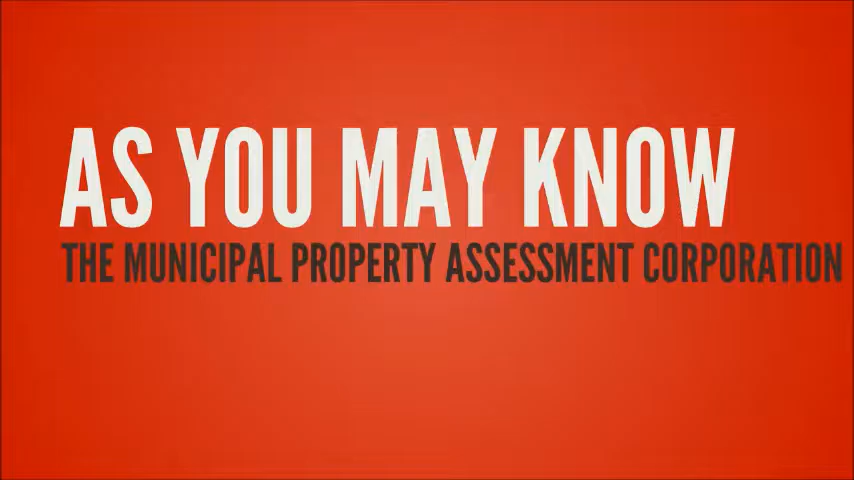 AS YOU MAY KNOW
THE MUNICIPAL PROPERTY ASSESSMENT CORPORATION